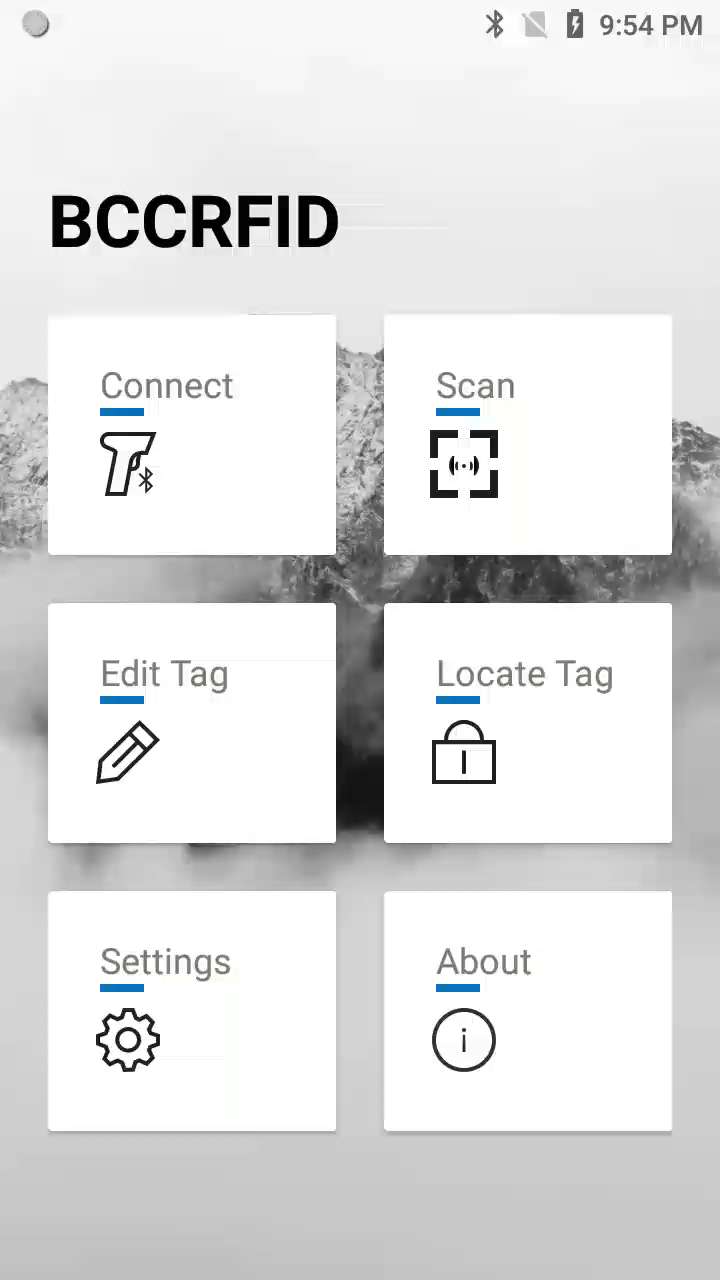 9:54 PM
BCCRFID
Connect
Scan
Edit Tag
Locate Tag
Settings
About